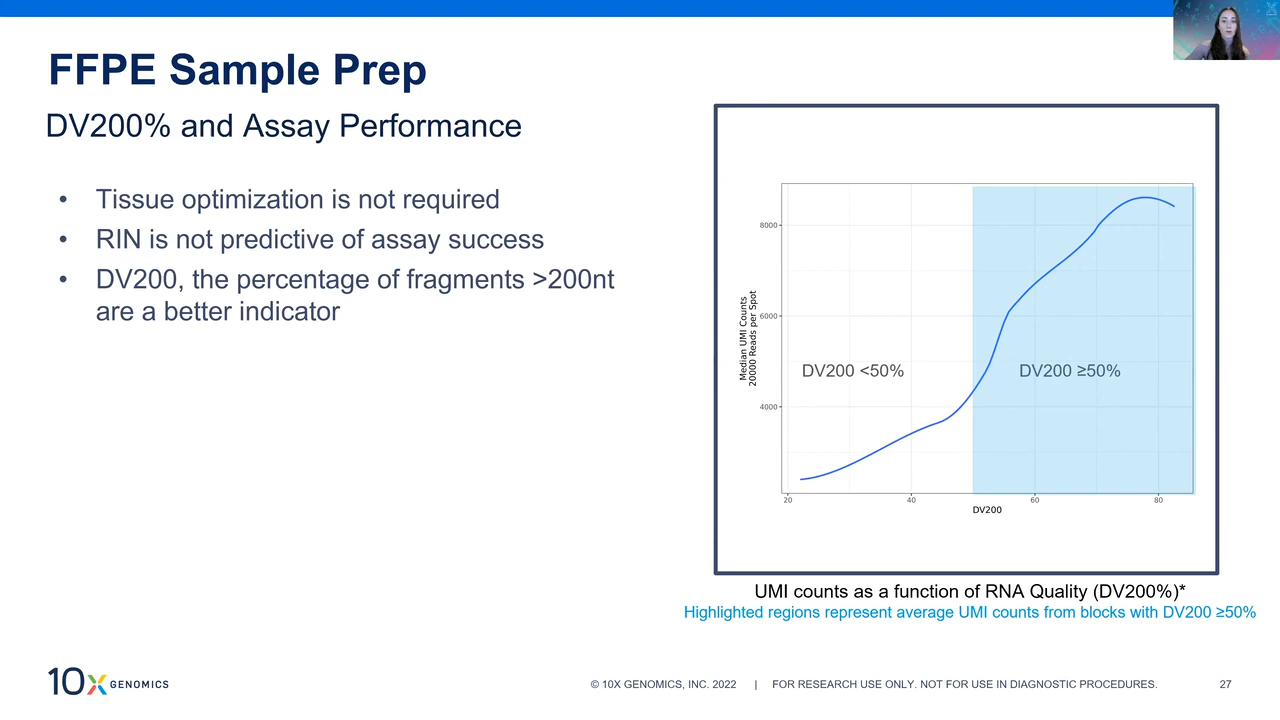 FFPE Sample Prep
DV200% and Assay Performance
• Tissue optimization is not required
• RIN is not predictive of assay success
• DV200, the percentage of fragments >200nt
are a better indicator
Median UMI Counts
20000 Reads per Spot
8000
6000
4000
DV200 <50%
DV200 ≥50%
20 40 60 80
DV200
UMI counts as a function of RNA Quality (DV200%)*
Highlighted regions represent average UMI counts from blocks with DV200 ≥50%
10x GENOMICS
© 10X GENOMICS, INC. 2022 | FOR RESEARCH USE ONLY. NOT FOR USE IN DIAGNOSTIC PROCEDURES. 27